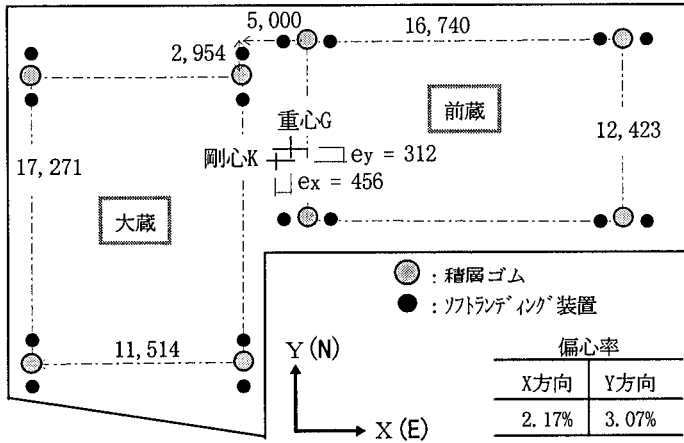 5,000
16,740
2,954
前蔵
重心G
12,423
剛心K
ey = 312
17,271
ex = 456
大蔵
：積層ゴム
：ソフトランディング装置
11,514
Y(N)
X(E)
偏心率
X方向 Y方向
2.17% 3.07%